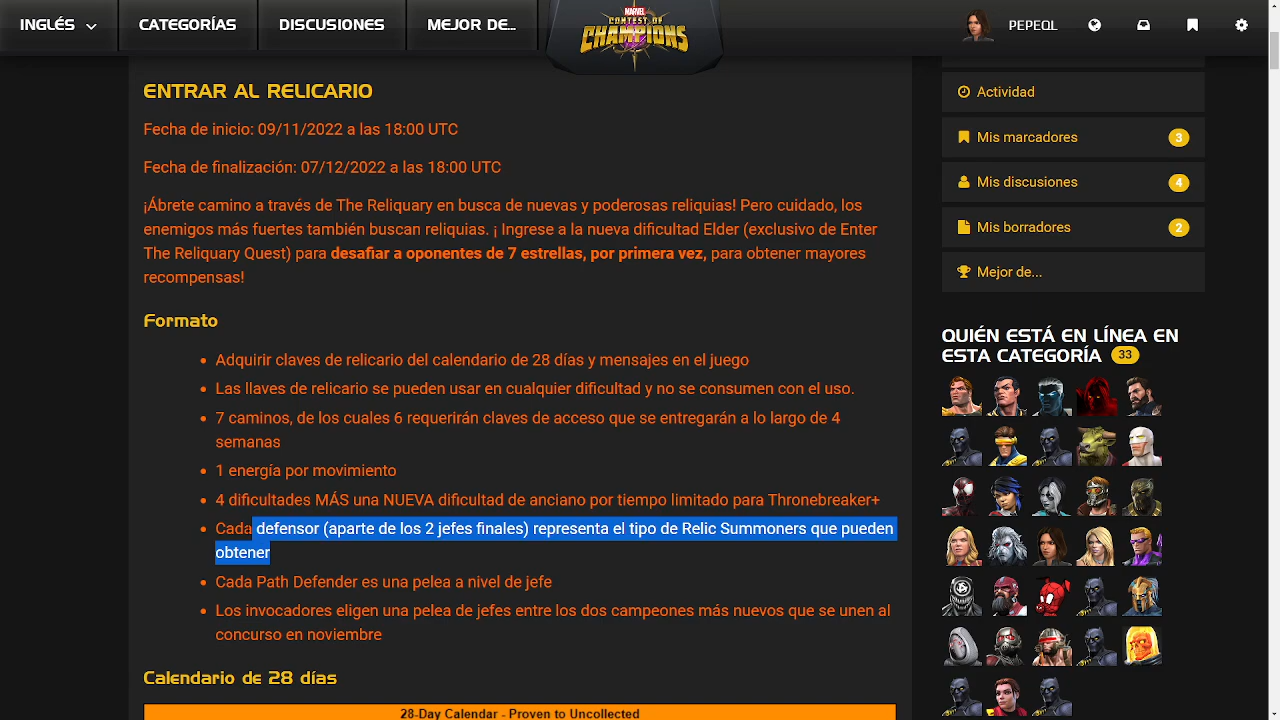 INGLÉS
CATEGORÍAS
DISCUSIONES
MEJOR DE...
MARVEL
CONTEST OF
CHAMPIONS
PEPEQL
ENTRAR AL RELICARIO
Fecha de inicio: 09/11/2022 a las 18:00 UTC
Fecha de finalización: 07/12/2022 a las 18:00 UTC
¡Ábrete camino a través de The Reliquary en busca de nuevas y poderosas reliquias! Pero cuidado, los
enemigos más fuertes también buscan reliquias. ¡ Ingrese a la nueva dificultad Elder (exclusivo de Enter
The Reliquary Quest) para desafiar a oponentes de 7 estrellas, por primera vez, para obtener mayores
recompensas!
Formato
• Adquirir claves de relicario del calendario de 28 días y mensajes en el juego
• Las llaves de relicario se pueden usar en cualquier dificultad y no se consumen con el uso.
• 7 caminos, de los cuales 6 requerirán claves de acceso que se entregarán a lo largo de 4
semanas
• 1 energía por movimiento
• 4 dificultades MÁS una NUEVA dificultad de anciano por tiempo limitado para Thronebreaker+
• Cada defensor (aparte de los 2 jefes finales) representa el tipo de Relic Summoners que pueden
obtener
• Cada Path Defender es una pelea a nivel de jefe
• Los invocadores eligen una pelea de jefes entre los dos campeones más nuevos que se unen al
concurso en noviembre
Calendario de 28 días
28-Day Calendar - Proven to Uncollected
Actividad
Mis marcadores 3
Mis discusiones 4
Mis borradores 2
Mejor de...
QUIÉN ESTÁ EN LÍNEA EN
ESTA CATEGORÍA 33